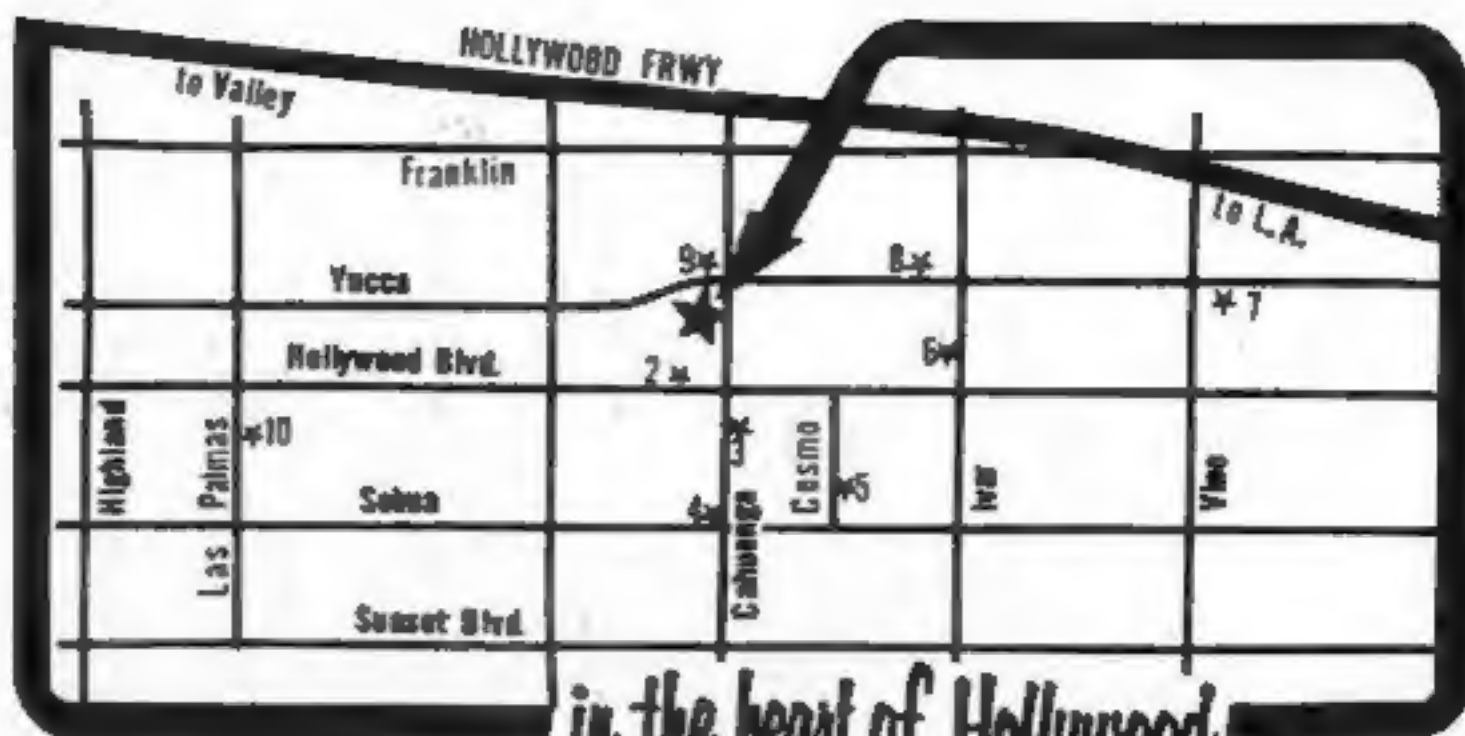 HOLLYWOOD FRWY
to Valley
Franklin
to L.A.
9
8
Yucca
7
Hollywood Blvd.
6
2
Highland
Las Palmas
10
3
Cosmo
5
Ivar
Vine
Selma
4
Cahuenga
Sunset Blvd.
in the heart of Hollywood